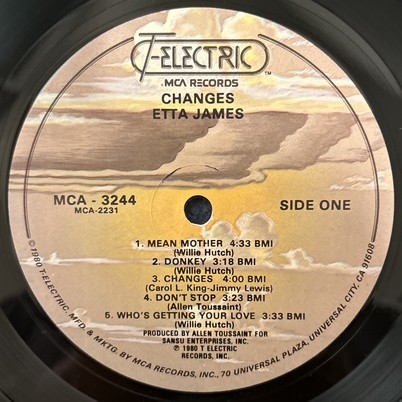 T-ELECTRIC™
MCA RECORDS
CHANGES
ETTA JAMES
MCA - 3244
MCA-2231
SIDE ONE
1. MEAN MOTHER 4:33 BMI
(Willie Hutch)
2. DONKEY 3:18 BMI
(Willie Hutch)
3. CHANGES 4:00 BMI
(Carol L. King-Jimmy Lewis)
4. DON'T STOP 3:23 BMI
(Allen Toussaint)
5. WHO'S GETTING YOUR LOVE 3:33 BMI
(Willie Hutch)
PRODUCED BY ALLEN TOUSSAINT FOR
SANSU ENTERPRISES, INC.
℗ 1980 T ELECTRIC
RECORDS, INC.
©1980 T-ELECTRIC. MFD & MKTG. BY MCA RECORDS, INC., 70 UNIVERSAL PLAZA, UNIVERSAL CITY, CA 91608